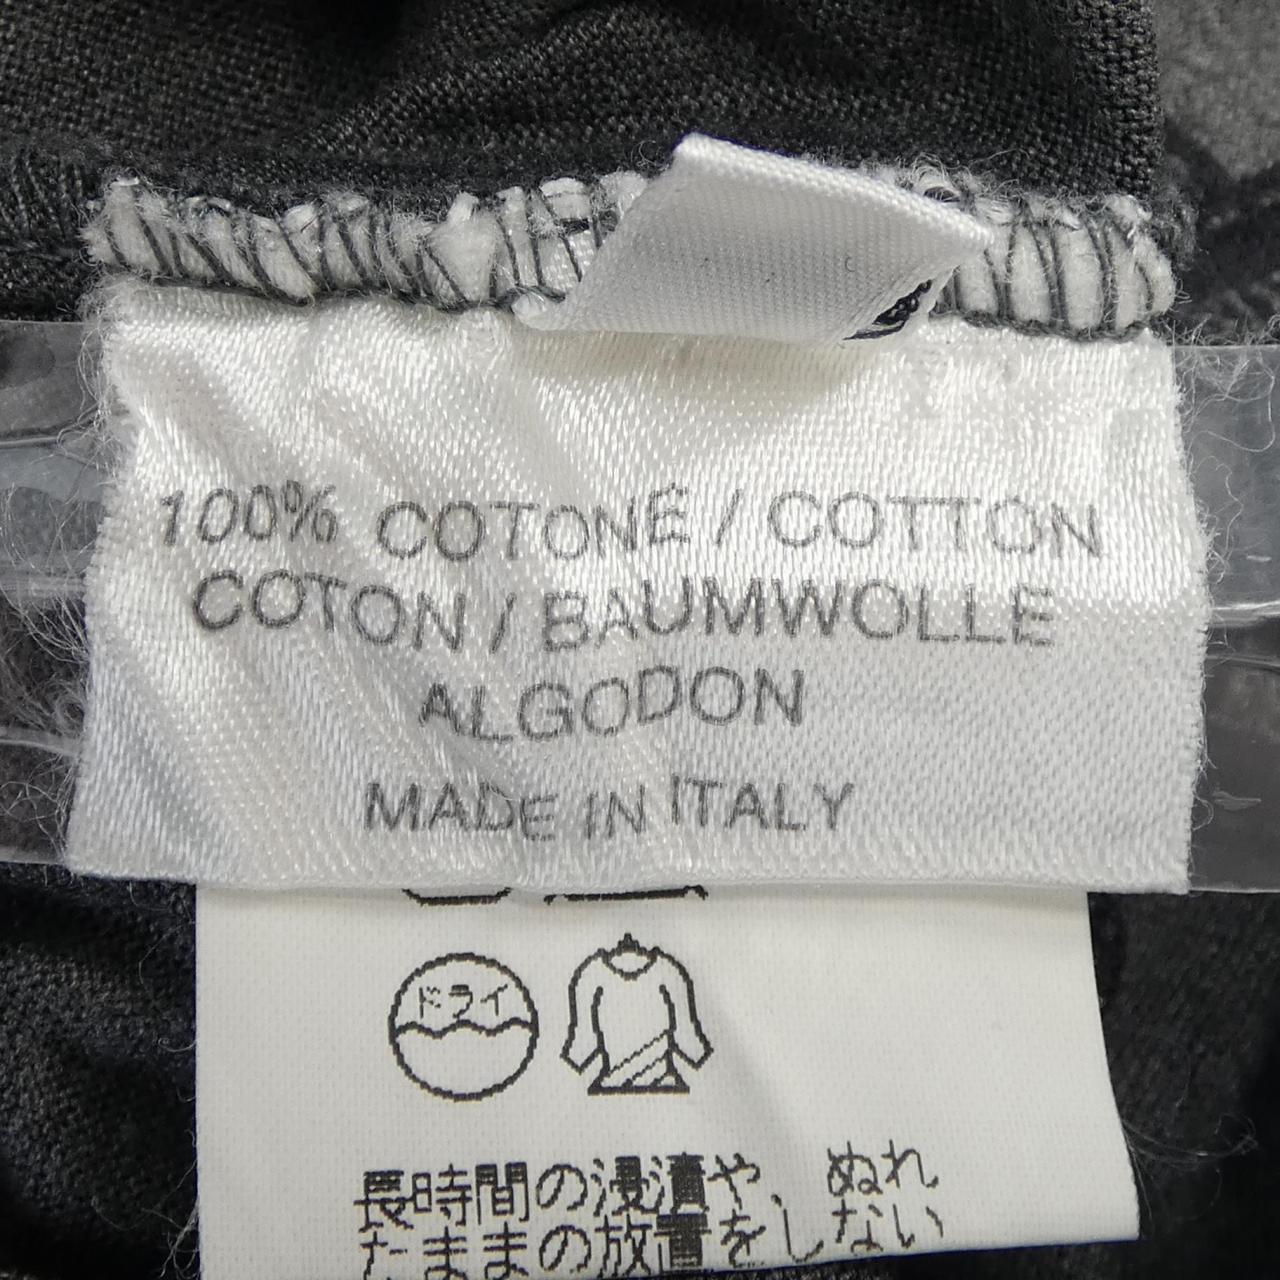 100% COTONE / COTTON
COTON / BAUMWOLLE
ALGODON
MADE IN ITALY
ドライ
長時間の浸漬や、ぬれ
たままの放置をしない